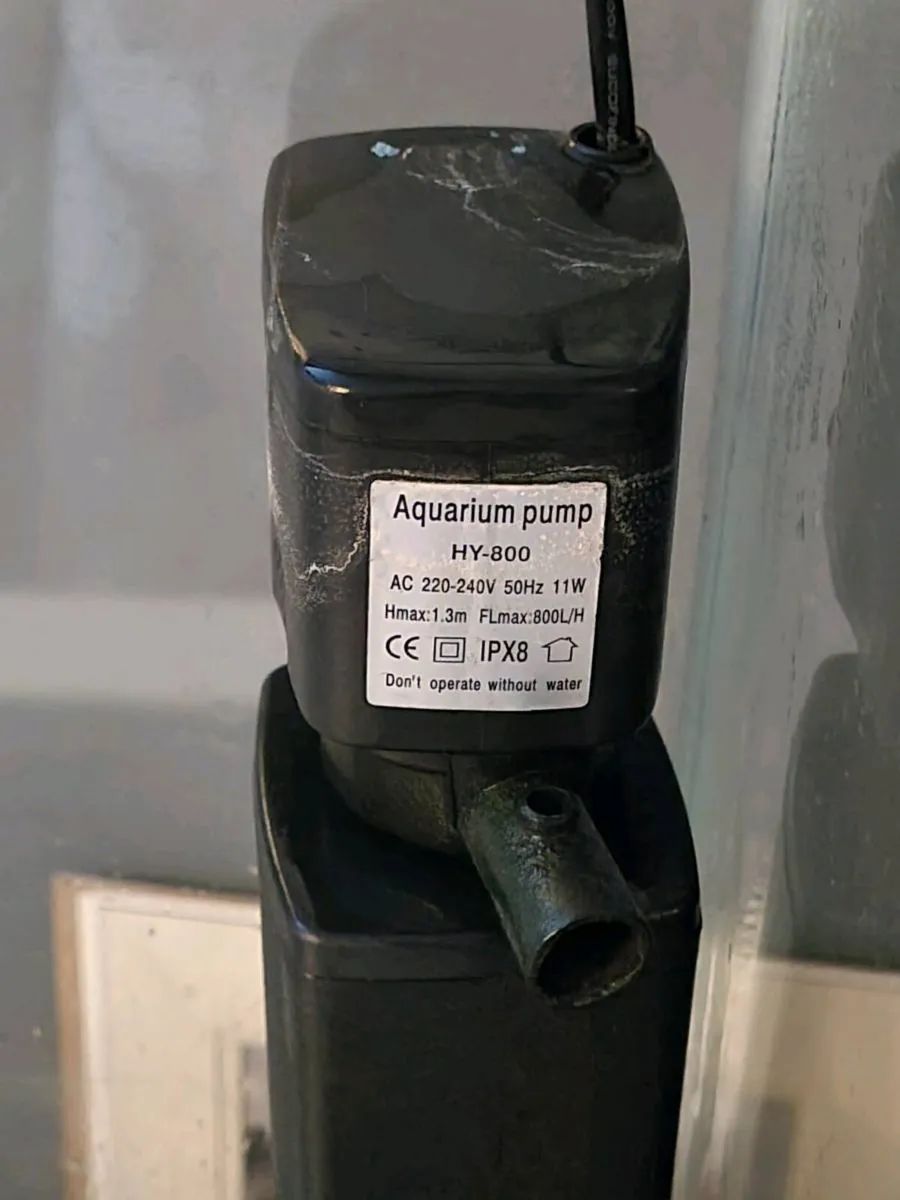 Aquarium pump
HY-800
AC 220-240V 50Hz 11W
Hmax:1.3m FLmax:800L/H
CE IPX8
Don't operate without water